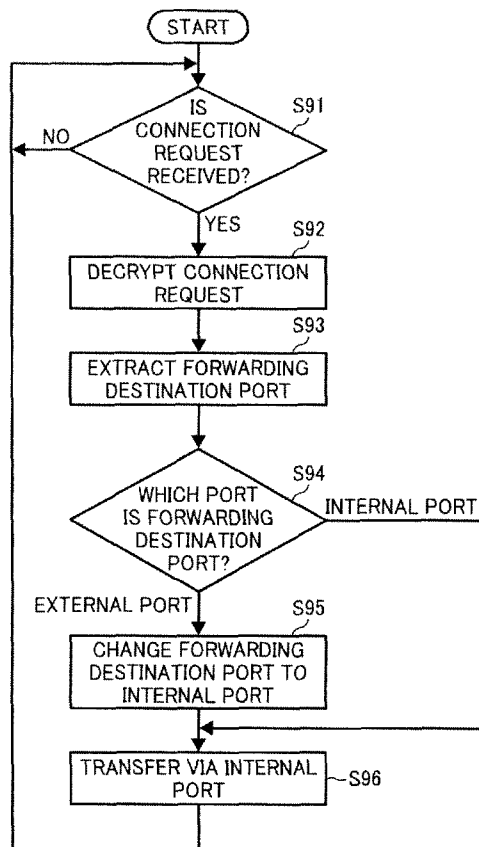 START
IS
CONNECTION
REQUEST
RECEIVED?
S91
NO
YES
S92
DECRYPT CONNECTION
REQUEST
S93
EXTRACT FORWARDING
DESTINATION PORT
S94
WHICH PORT
IS FORWARDING
DESTINATION
PORT?
INTERNAL PORT
EXTERNAL PORT
S95
CHANGE FORWARDING
DESTINATION PORT TO
INTERNAL PORT
TRANSFER VIA INTERNAL
PORT
S96